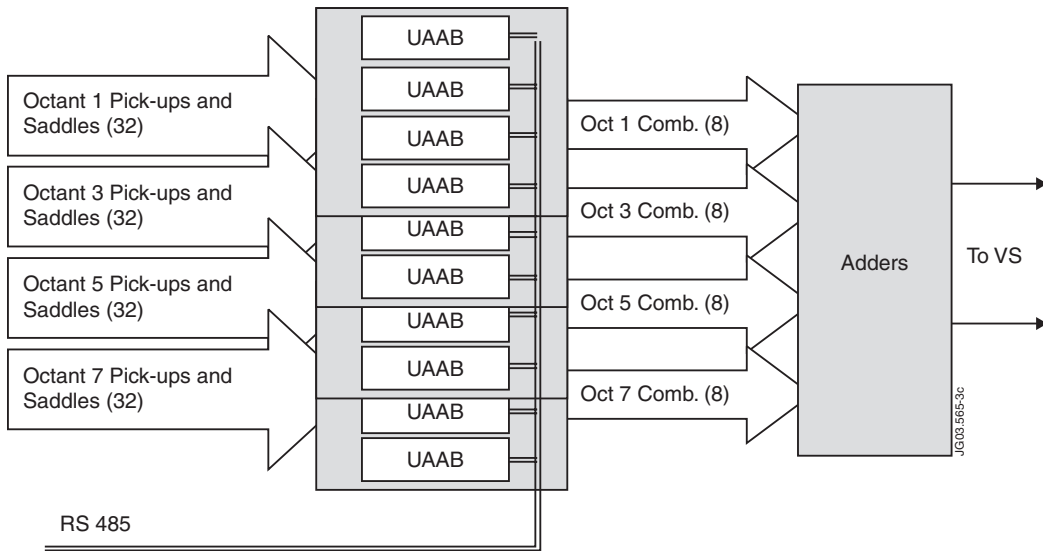 UAAB
UAAB
UAAB
UAAB
UAAB
UAAB
UAAB
UAAB
UAAB
UAAB
Octant 1 Pick-ups and
Saddles (32)
Octant 3 Pick-ups and
Saddles (32)
Octant 5 Pick-ups and
Saddles (32)
Octant 7 Pick-ups and
Saddles (32)
Oct 1 Comb. (8)
Oct 3 Comb. (8)
Oct 5 Comb. (8)
Oct 7 Comb. (8)
Adders
To VS
JG03.565-3c
RS 485